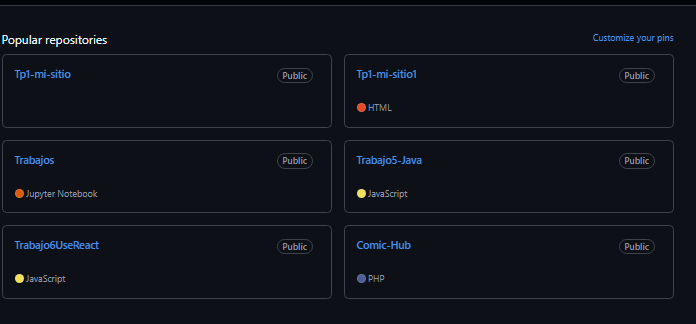 Popular repositories
Customize your pins
Tp1-mi-sitio
Public
Tp1-mi-sitio1
Public
HTML
Trabajos
Public
Jupyter Notebook
Trabajo5-Java
Public
JavaScript
Trabajo6UseReact
Public
JavaScript
Comic-Hub
Public
PHP